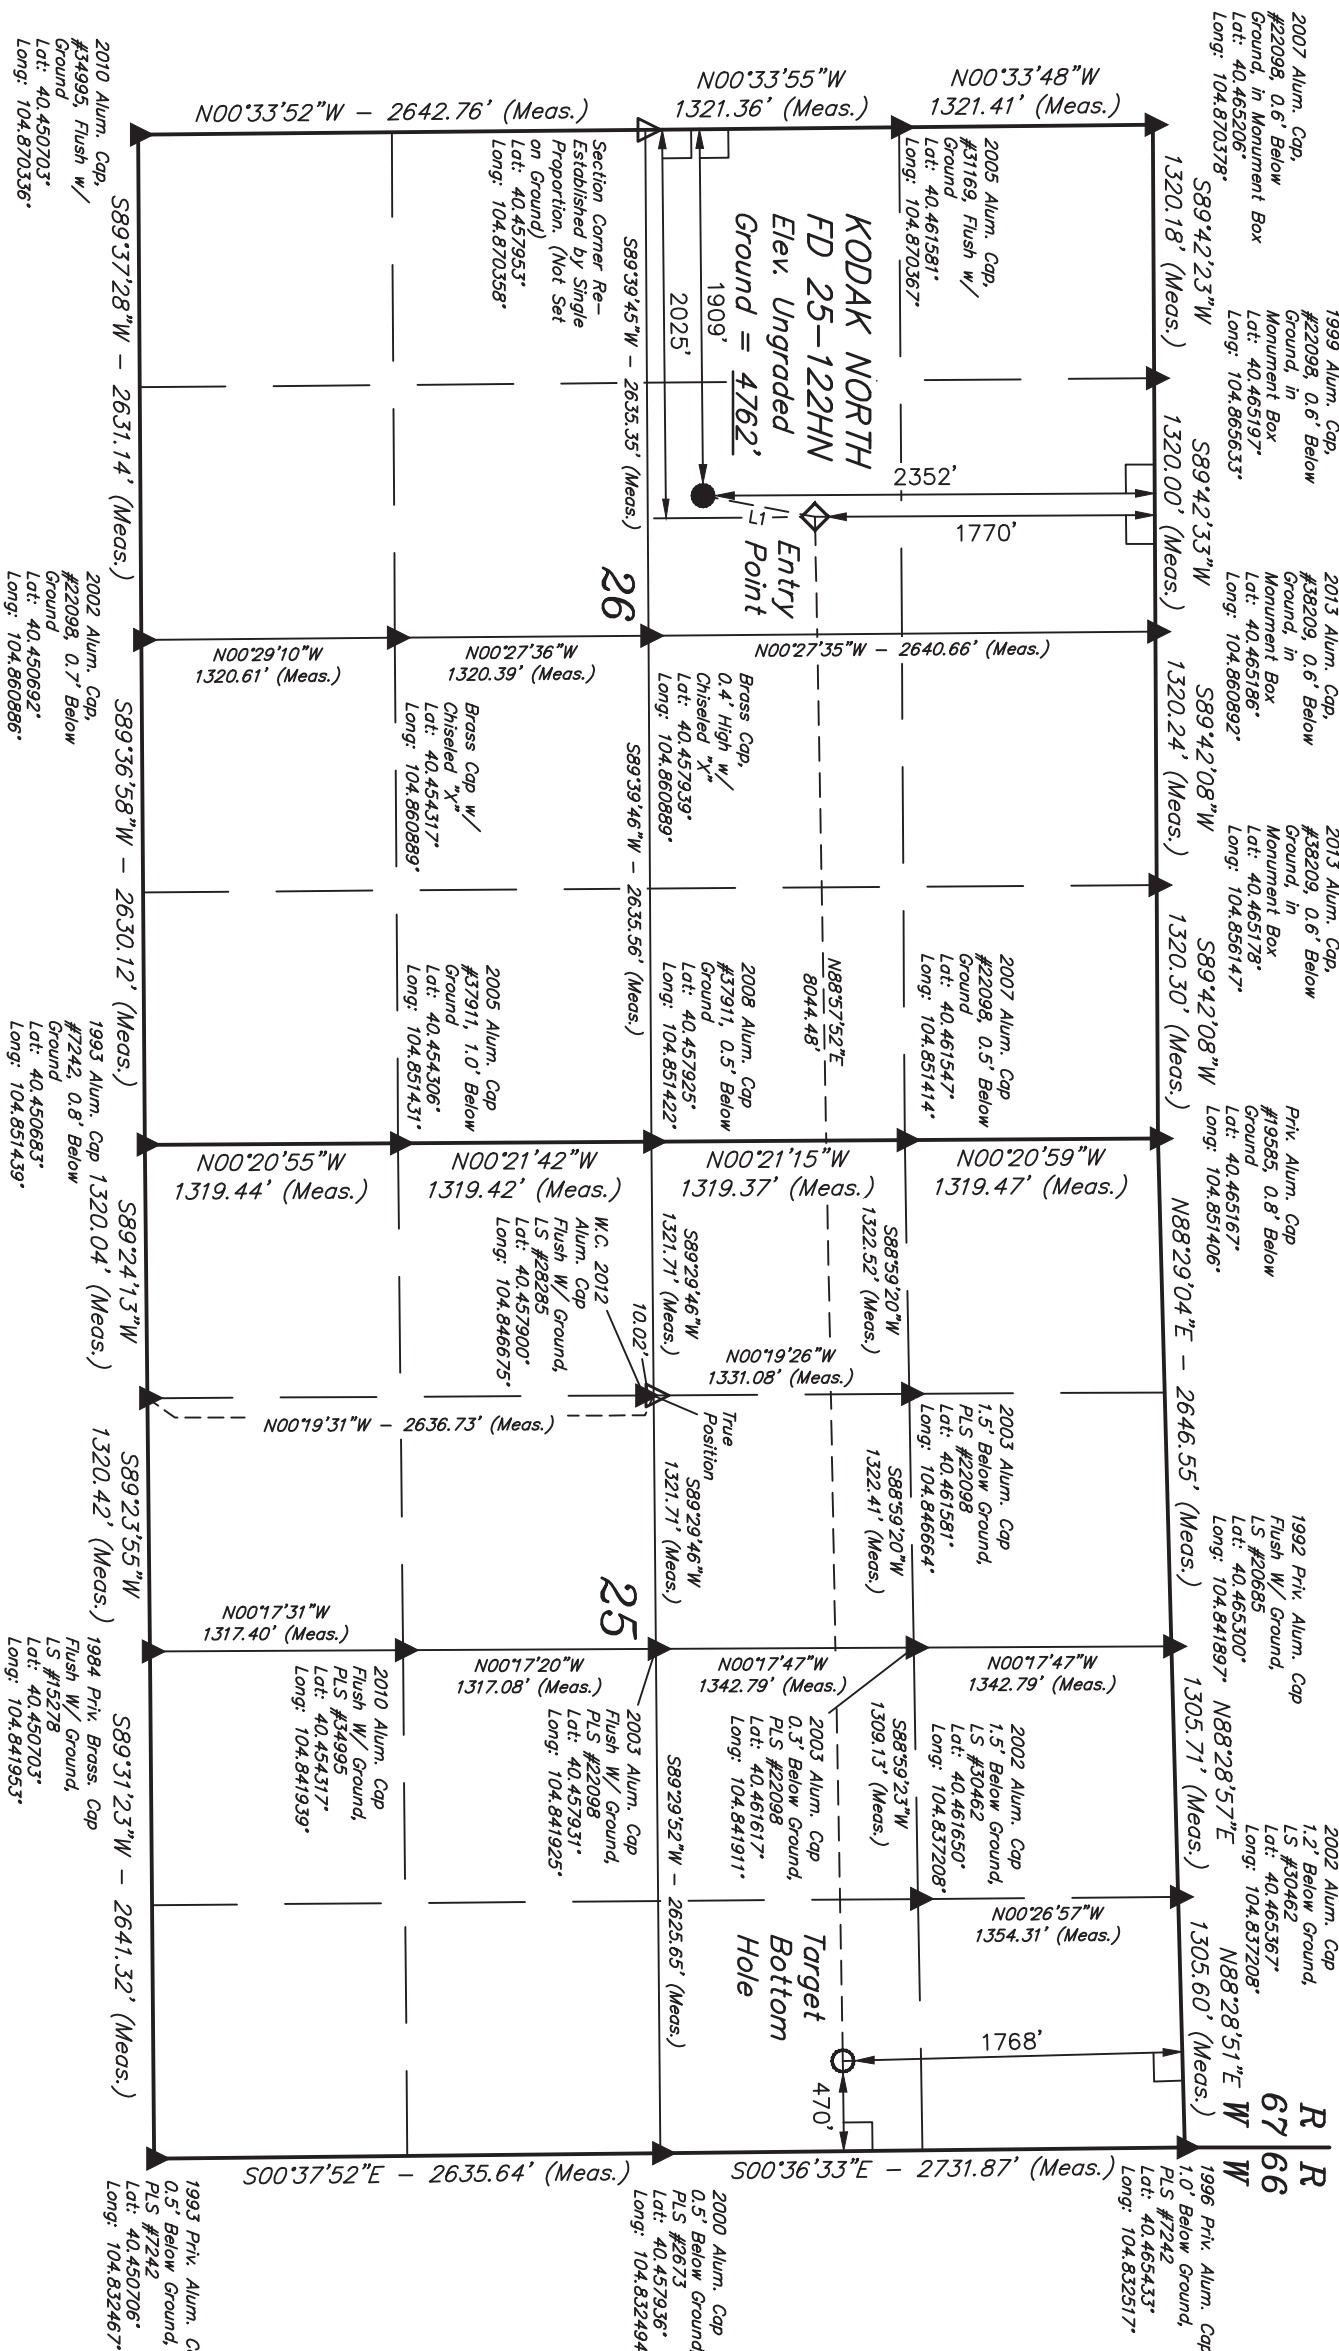 2007 Alum. Cap,
#22098, 0.6' Below
Ground, in Monument Box
Lat: 40.465206°
Long: 104.870378°
1999 Alum. Cap,
#22098, 0.6' Below
Ground, in
Monument Box
Lat: 40.465197°
Long: 104.865633°
2013 Alum. Cap,
#38209, 0.6' Below
Ground, in
Monument Box
Lat: 40.465186°
Long: 104.860892°
2013 Alum. Cap,
#38209, 0.6' Below
Ground, in
Monument Box
Lat: 40.465178°
Long: 104.856147°
Priv. Alum. Cap
#19585, 0.8' Below
Ground
Lat: 40.465167°
Long: 104.851406°
1992 Priv. Alum. Cap
Flush W/ Ground,
LS #20685
Lat: 40.465300°
Long: 104.841897°
2002 Alum. Cap
1.2' Below Ground,
LS #30462
Lat: 40.465367°
Long: 104.837208°
R R
67 66
W W
1996 Priv. Alum. Cap
1.0' Below Ground,
PLS #7242
Lat: 40.465433°
Long: 104.832517°
S89°42'23"W
1320.18' (Meas.)
S89°42'33"W
1320.00' (Meas.)
S89°42'08"W
1320.24' (Meas.)
S89°42'08"W
1320.30' (Meas.)
N88°29'04"E - 2646.55' (Meas.)
N88°28'57"E
1305.71' (Meas.)
N88°28'51"E
1305.60' (Meas.)
N00°33'48"W
1321.41' (Meas.)
N00°33'55"W
1321.36' (Meas.)
N00°33'52"W - 2642.76' (Meas.)
2005 Alum. Cap,
#31169, Flush w/
Ground
Lat: 40.461581°
Long: 104.870367°
KODAK NORTH
FD 25-122HN
Elev. Ungraded
Ground = 4762'
1909'
2025'
2352'
1770'
L1
Entry
Point
N00°27'35"W - 2640.66' (Meas.)
N88°57'52"E
8044.48'
2007 Alum. Cap
#22098, 0.5' Below
Ground
Lat: 40.461547°
Long: 104.851414°
N00°20'59"W
1319.47' (Meas.)
N00°21'15"W
1319.37' (Meas.)
S88°59'20"W
1322.52' (Meas.)
S88°59'20"W
1322.41' (Meas.)
2003 Alum. Cap
1.5' Below Ground,
PLS #22098
Lat: 40.461581°
Long: 104.846664°
N00°19'26"W
1331.08' (Meas.)
N00°17'47"W
1342.79' (Meas.)
N00°17'47"W
1342.79' (Meas.)
2002 Alum. Cap
1.5' Below Ground,
LS #30462
Lat: 40.461650°
Long: 104.837208°
S88°59'23"W
1309.13' (Meas.)
2003 Alum. Cap
0.3' Below Ground,
PLS #22098
Lat: 40.461617°
Long: 104.841911°
N00°26'57"W
1354.31' (Meas.)
Target
Bottom
Hole
1768'
470'
S00°36'33"E - 2731.87' (Meas.)
Section Corner Re-
Established by Single
Proportion. (Not Set
on Ground)
Lat: 40.457953°
Long: 104.870358°
S89°39'45"W - 2635.35' (Meas.)
26
Brass Cap,
0.4' High w/
Chiseled "X"
Lat: 40.457939°
Long: 104.860889°
S89°39'46"W - 2635.56' (Meas.)
2008 Alum. Cap
#37911, 0.5' Below
Ground
Lat: 40.457925°
Long: 104.851422°
S89°29'46"W
1321.71' (Meas.)
10.02'
W.C. 2012
Alum. Cap
Flush W/ Ground,
LS #28285
Lat: 40.457900°
Long: 104.846675°
True
Position
S89°29'46"W
1321.71' (Meas.)
25
2003 Alum. Cap
Flush W/ Ground,
PLS #22098
Lat: 40.457931°
Long: 104.841925°
S89°29'52"W - 2625.65' (Meas.)
2000 Alum. Cap
0.5' Below Ground,
PLS #2673
Lat: 40.457936°
Long: 104.832494
N00°27'36"W
1320.39' (Meas.)
N00°29'10"W
1320.61' (Meas.)
Brass Cap w/
Chiseled "X"
Lat: 40.454317°
Long: 104.860889°
2005 Alum. Cap
#37911, 1.0' Below
Ground
Lat: 40.454306°
Long: 104.851431°
N00°21'42"W
1319.42' (Meas.)
N00°20'55"W
1319.44' (Meas.)
N00°19'31"W - 2636.73' (Meas.)
N00°17'20"W
1317.08' (Meas.)
N00°17'31"W
1317.40' (Meas.)
2010 Alum. Cap
Flush W/ Ground,
PLS #34995
Lat: 40.454317°
Long: 104.841939°
S00°37'52"E - 2635.64' (Meas.)
S89°37'28"W - 2631.14' (Meas.)
S89°36'58"W - 2630.12' (Meas.)
S89°24'13"W
1320.04' (Meas.)
S89°23'55"W
1320.42' (Meas.)
S89°31'23"W - 2641.32' (Meas.)
2010 Alum. Cap,
#34995, Flush w/
Ground
Lat: 40.450703°
Long: 104.870336°
2002 Alum. Cap,
#22098, 0.7' Below
Ground
Lat: 40.450692°
Long: 104.860886°
1993 Alum. Cap
#7242, 0.8' Below
Ground
Lat: 40.450683°
Long: 104.851439°
1984 Priv. Brass. Cap
Flush W/ Ground,
LS #15278
Lat: 40.450703°
Long: 104.841953°
1993 Priv. Alum. C
0.5' Below Ground,
PLS #7242
Lat: 40.450706°
Long: 104.832467°